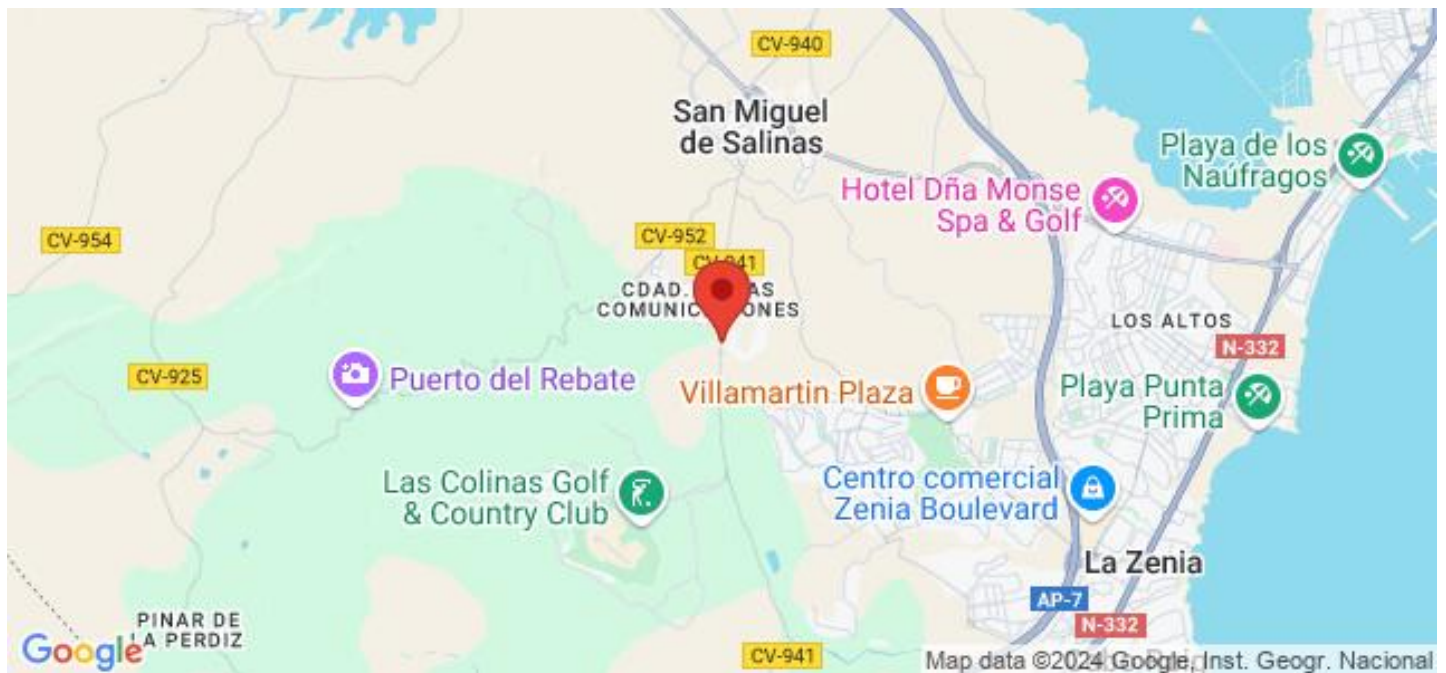 CV-940
San Miguel
de Salinas
Playa de los
Naúfragos
Hotel Dña Monse
Spa & Golf
CV-954
CV-952
CV-941
CDAD.
COMUNIC
ONES
LOS ALTOS
N-332
CV-925
Puerto del Rebate
Villamartin Plaza
Playa Punta
Prima
Las Colinas Golf
& Country Club
Centro comercial
Zenia Boulevard
La Zenia
AP-7
N-332
PINAR DE
LA PERDIZ
Google
CV-941
Map data ©2024 Google, Inst. Geogr. Nacional